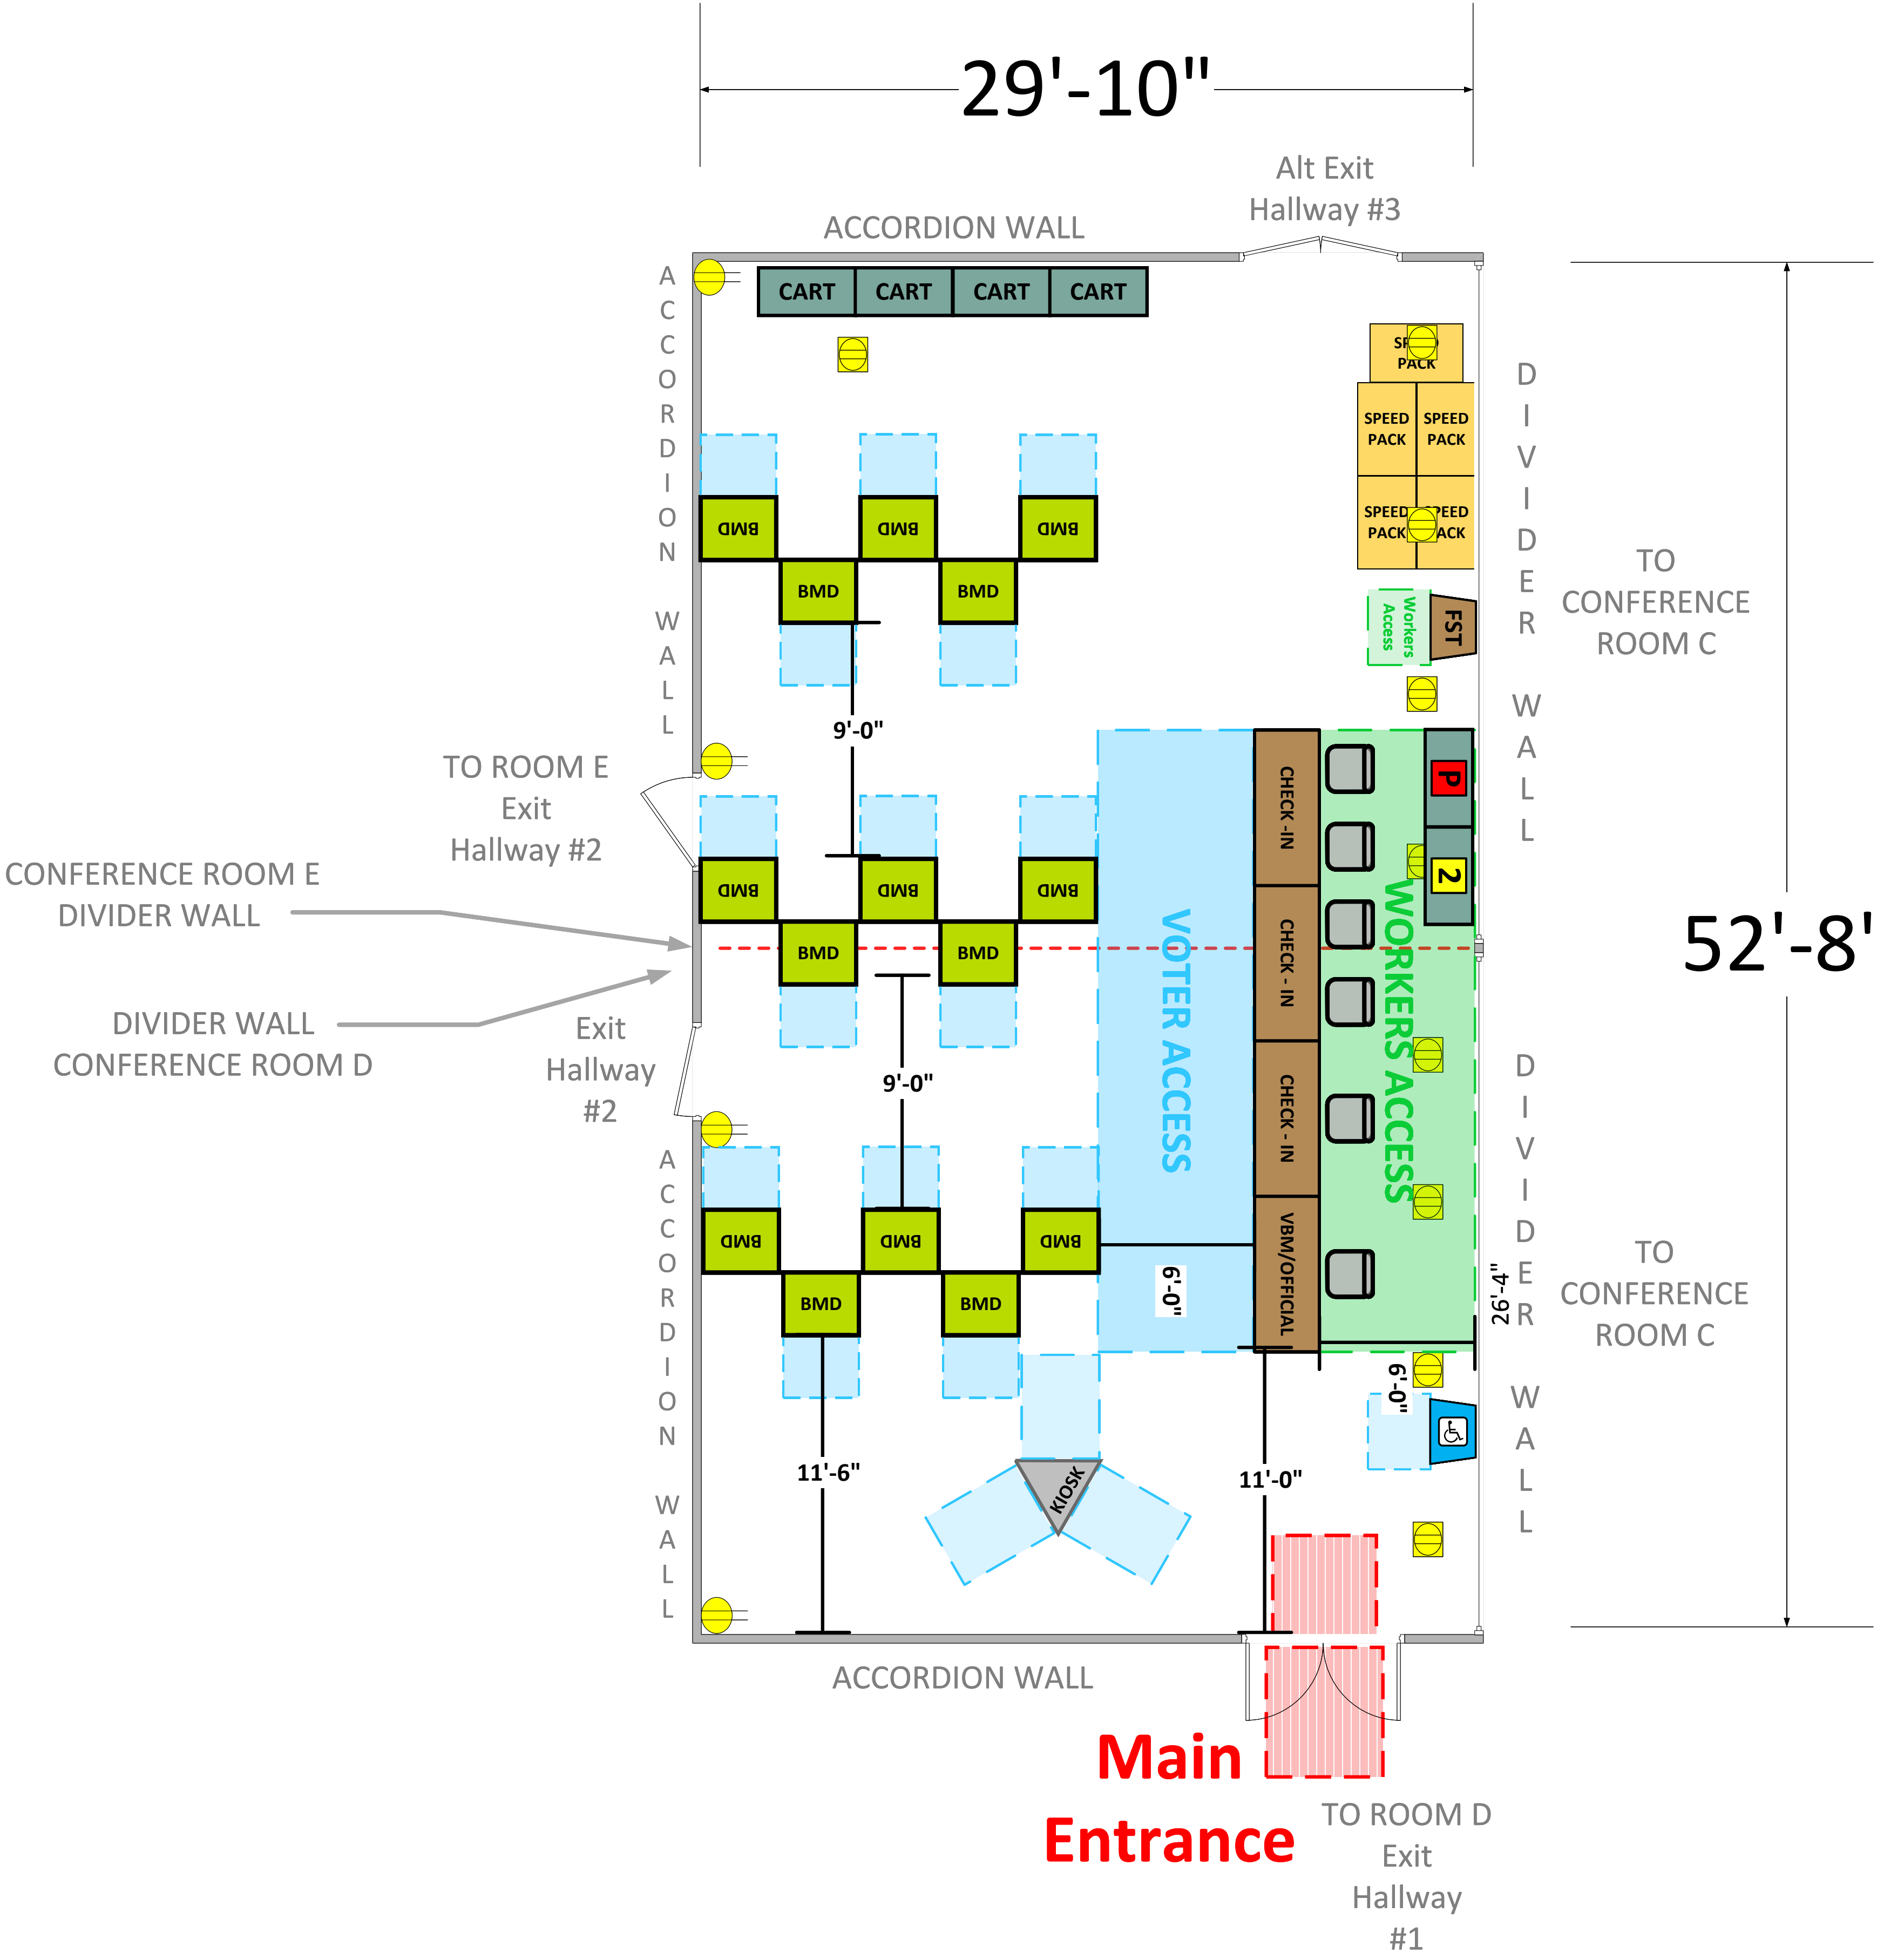 29'-10"
Alt Exit
Hallway #3
ACCORDION WALL
ACCORDION WALL
CART CART CART CART
SPEED
PACK
SPEED
PACK
SPEED
PACK
SPEED
PACK
SPEED
PACK
DIVIDER WALL
TO
CONFERENCE
ROOM C
BMD BMD BMD
BMD BMD
Workers
Access
FST
9'-0"
TO ROOM E
Exit
Hallway #2
CONFERENCE ROOM E
DIVIDER WALL
DIVIDER WALL
CONFERENCE ROOM D
Exit
Hallway
#2
BMD BMD BMD
BMD BMD
9'-0"
VOTER ACCESS
CHECK -IN
CHECK - IN
CHECK - IN
VBM/OFFICIAL
WORKERS ACCESS
P
2
52'-8'
ACCORDION WALL
BMD BMD BMD
BMD BMD
6'-0"
26'-4"
DIVIDER WALL
TO
CONFERENCE
ROOM C
6'-0"
11'-6"
KIOSK
11'-0"
ACCORDION WALL
Main
Entrance
TO ROOM D
Exit
Hallway
#1